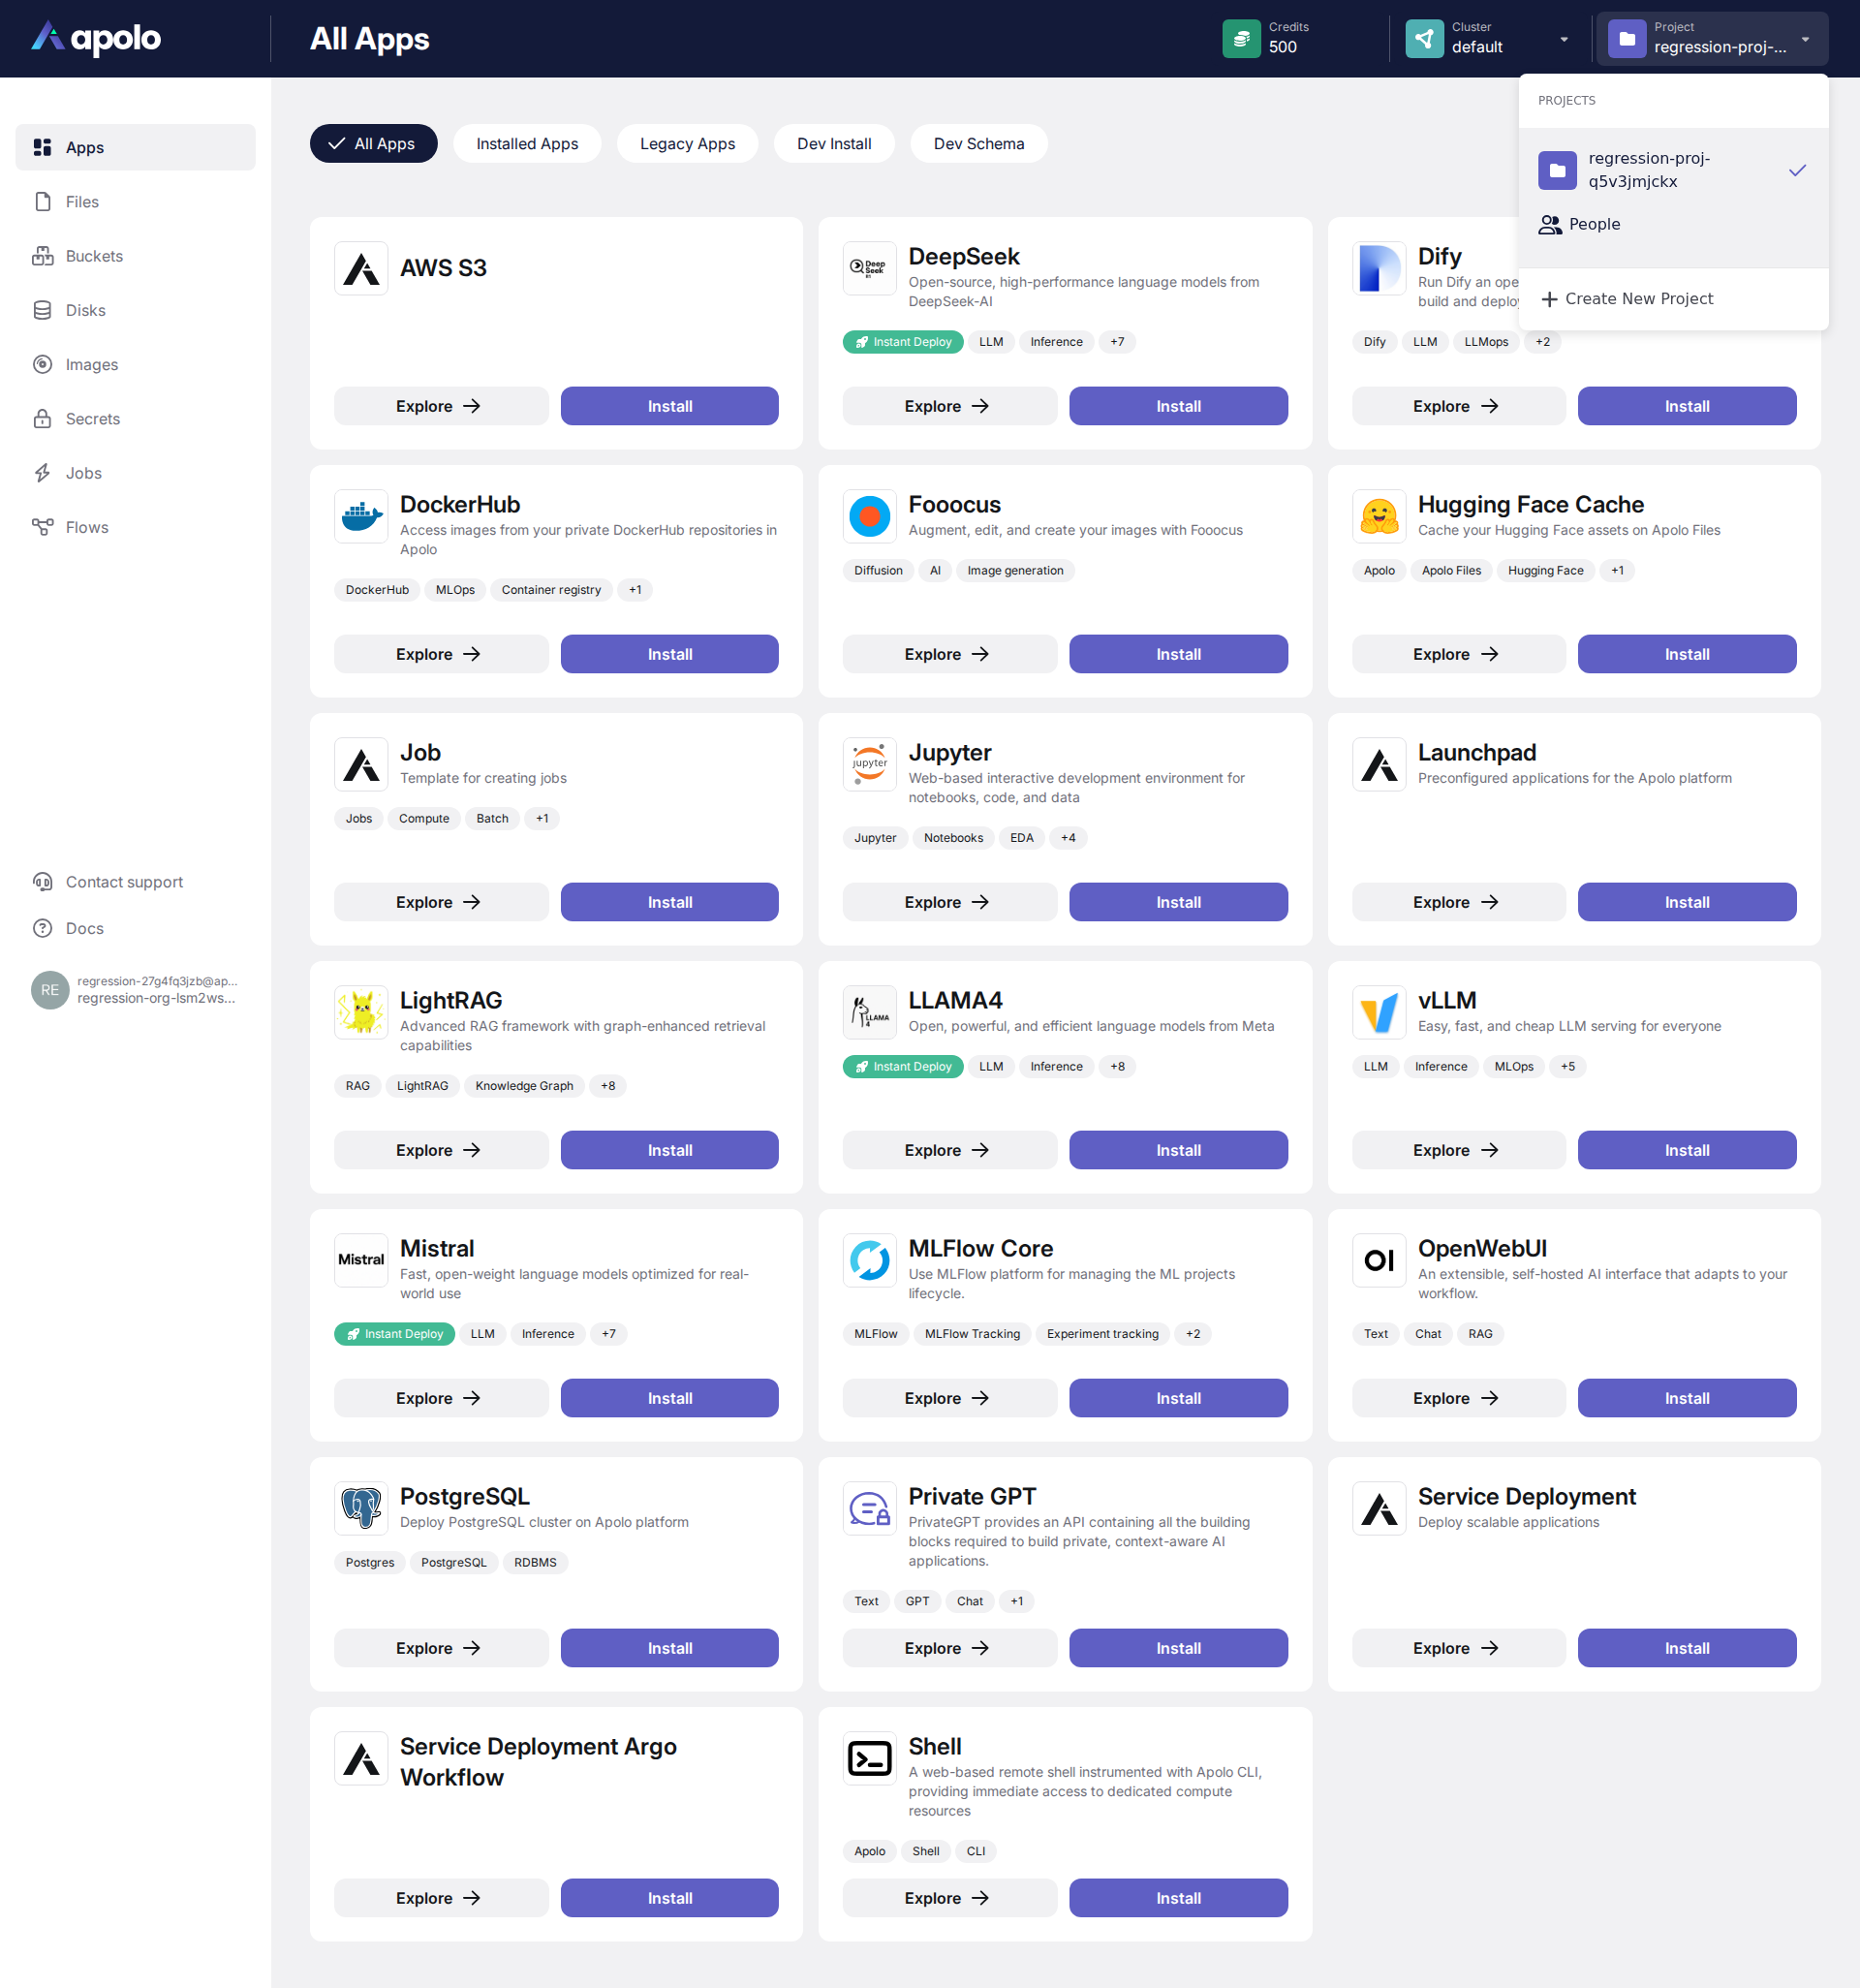 apolo
All Apps
Credits
500
Cluster
default
Project
regression-proj-...
PROJECTS
regression-proj-
q5v3jmjckx
People
Create New Project
Apps
Files
Buckets
Disks
Images
Secrets
Jobs
Flows
Contact support
Docs
RE
regression-27g4fq3jzb@ap...
regression-org-lsm2ws...
All Apps
Installed Apps
Legacy Apps
Dev Install
Dev Schema
AWS S3
Explore
Install
Deep
Seek
R1
DeepSeek
Open-source, high-performance language models from
DeepSeek-AI
Instant Deploy
LLM
Inference
+7
Explore
Install
Dify
Run Dify an ope
build and deploy
Dify
LLM
LLMops
+2
Explore
Install
DockerHub
Access images from your private DockerHub repositories in
Apolo
DockerHub
MLOps
Container registry
+1
Explore
Install
Fooocus
Augment, edit, and create your images with Fooocus
Diffusion
AI
Image generation
Explore
Install
Hugging Face Cache
Cache your Hugging Face assets on Apolo Files
Apolo
Apolo Files
Hugging Face
+1
Explore
Install
Job
Template for creating jobs
Jobs
Compute
Batch
+1
Explore
Install
jupyter
Jupyter
Web-based interactive development environment for
notebooks, code, and data
Jupyter
Notebooks
EDA
+4
Explore
Install
Launchpad
Preconfigured applications for the Apolo platform
Explore
Install
LightRAG
Advanced RAG framework with graph-enhanced retrieval
capabilities
RAG
LightRAG
Knowledge Graph
+8
Explore
Install
LLAMA
4
LLAMA4
Open, powerful, and efficient language models from Meta
Instant Deploy
LLM
Inference
+8
Explore
Install
vLLM
Easy, fast, and cheap LLM serving for everyone
LLM
Inference
MLOps
+5
Explore
Install
Mistral
Mistral
Fast, open-weight language models optimized for real-
world use
Instant Deploy
LLM
Inference
+7
Explore
Install
MLFlow Core
Use MLFlow platform for managing the ML projects
lifecycle.
MLFlow
MLFlow Tracking
Experiment tracking
+2
Explore
Install
OI
OpenWebUI
An extensible, self-hosted AI interface that adapts to your
workflow.
Text
Chat
RAG
Explore
Install
PostgreSQL
Deploy PostgreSQL cluster on Apolo platform
Postgres
PostgreSQL
RDBMS
Explore
Install
Private GPT
PrivateGPT provides an API containing all the building
blocks required to build private, context-aware AI
applications.
Text
GPT
Chat
+1
Explore
Install
Service Deployment
Deploy scalable applications
Explore
Install
Service Deployment Argo
Workflow
Explore
Install
Shell
A web-based remote shell instrumented with Apolo CLI,
providing immediate access to dedicated compute
resources
Apolo
Shell
CLI
Explore
Install